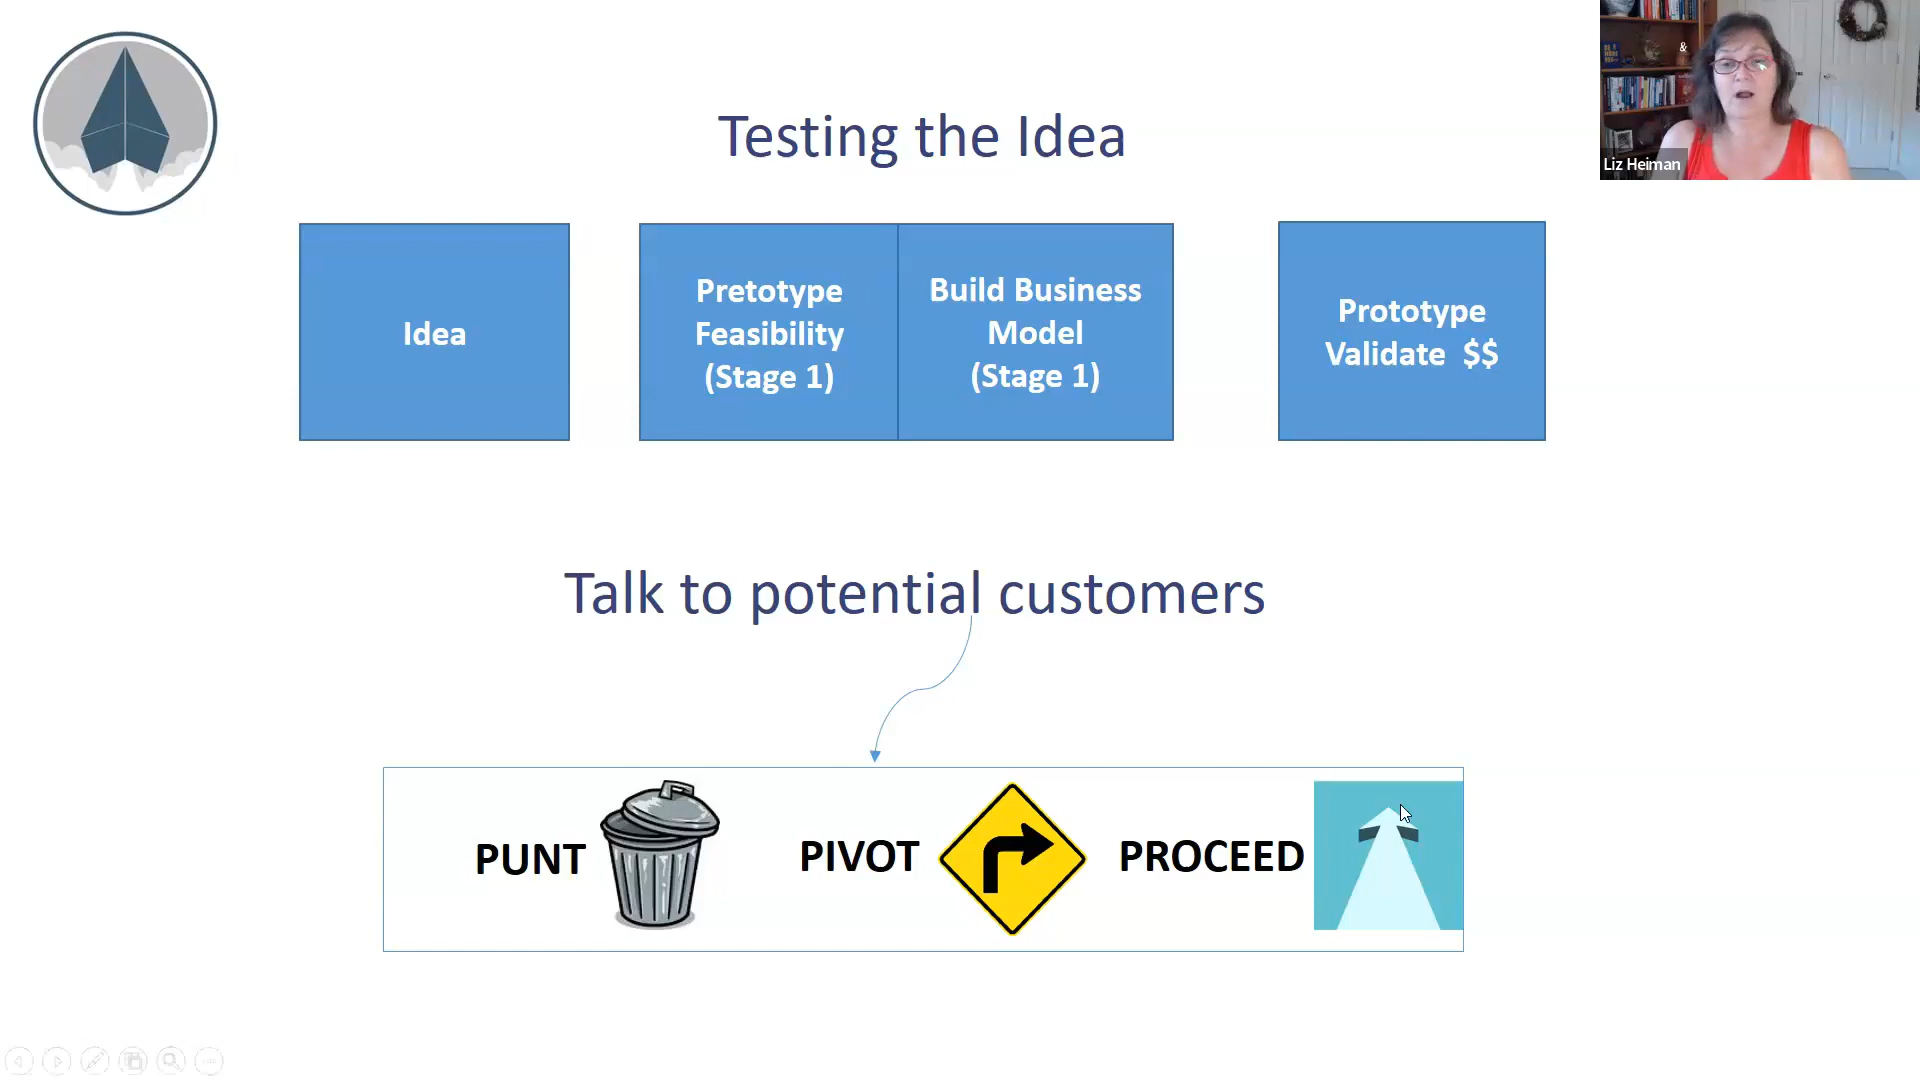 Testing the Idea
&
Liz Heiman
Idea
Pretotype
Feasibility
(Stage 1)
Build Business
Model
(Stage 1)
Prototype
Validate $$
Talk to potential customers
PUNT
PIVOT
PROCEED